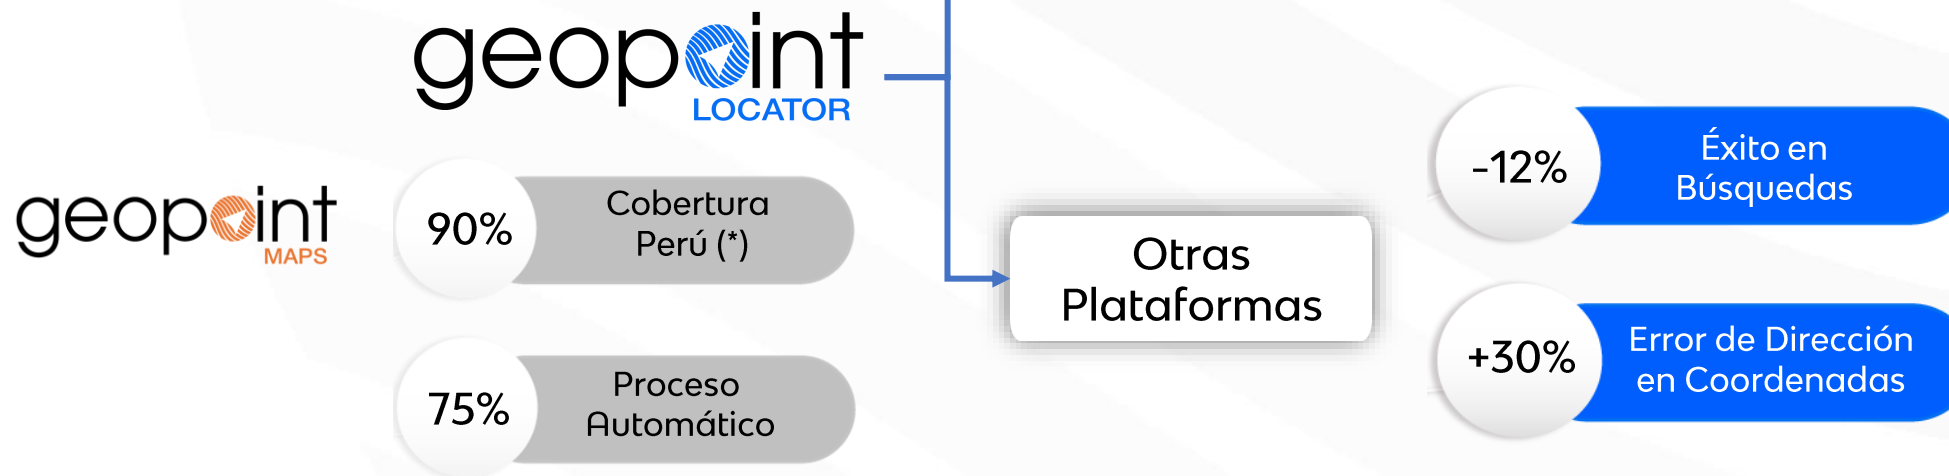 geopoint
LOCATOR
geopoint
MAPS
90%
Cobertura
Perú (*)
75%
Proceso
Automático
Otras
Plataformas
-12%
Éxito en
Búsquedas
+30%
Error de Dirección
en Coordenadas